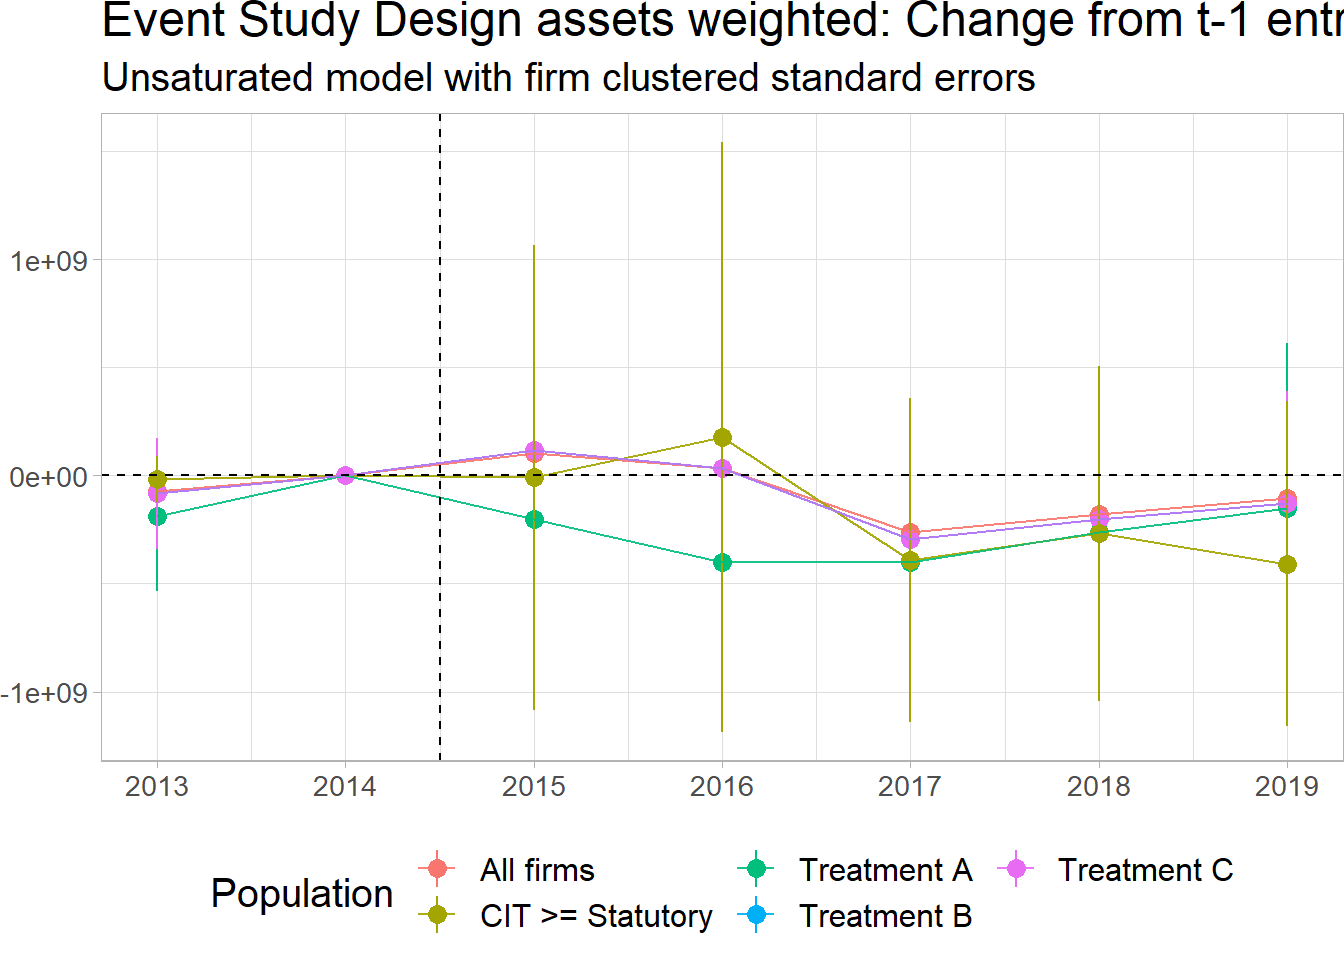 Event Study Design assets weighted: Change from t-1 entr
Unsaturated model with firm clustered standard errors
1e+09
0e+00
-1e+09
2013 2014 2015 2016 2017 2018 2019
Population
All firms Treatment A Treatment C
CIT >= Statutory Treatment B